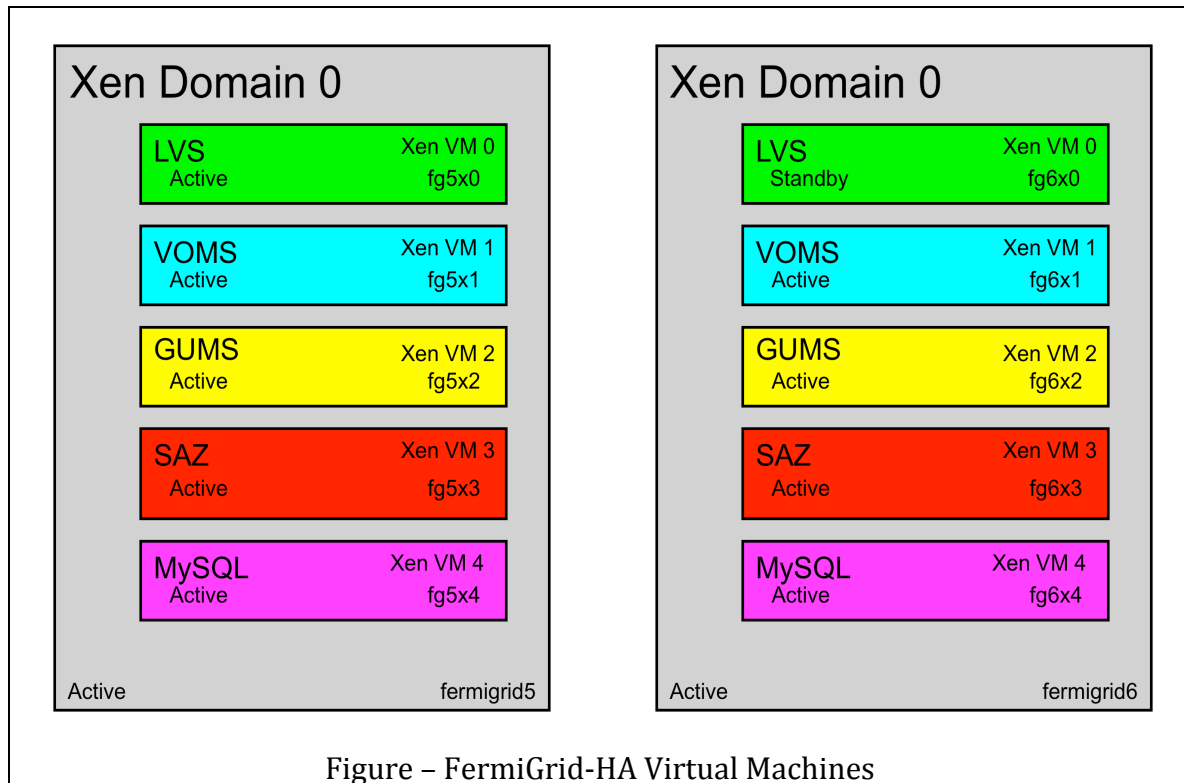 Xen Domain 0
LVS Xen VM 0
Active fg5x0
VOMS Xen VM 1
Active fg5x1
GUMS Xen VM 2
Active fg5x2
SAZ Xen VM 3
Active fg5x3
MySQL Xen VM 4
Active fg5x4
Active fermigrid5
Xen Domain 0
LVS Xen VM 0
Standby fg6x0
VOMS Xen VM 1
Active fg6x1
GUMS Xen VM 2
Active fg6x2
SAZ Xen VM 3
Active fg6x3
MySQL Xen VM 4
Active fg6x4
Active fermigrid6
Figure – FermiGrid-HA Virtual Machines